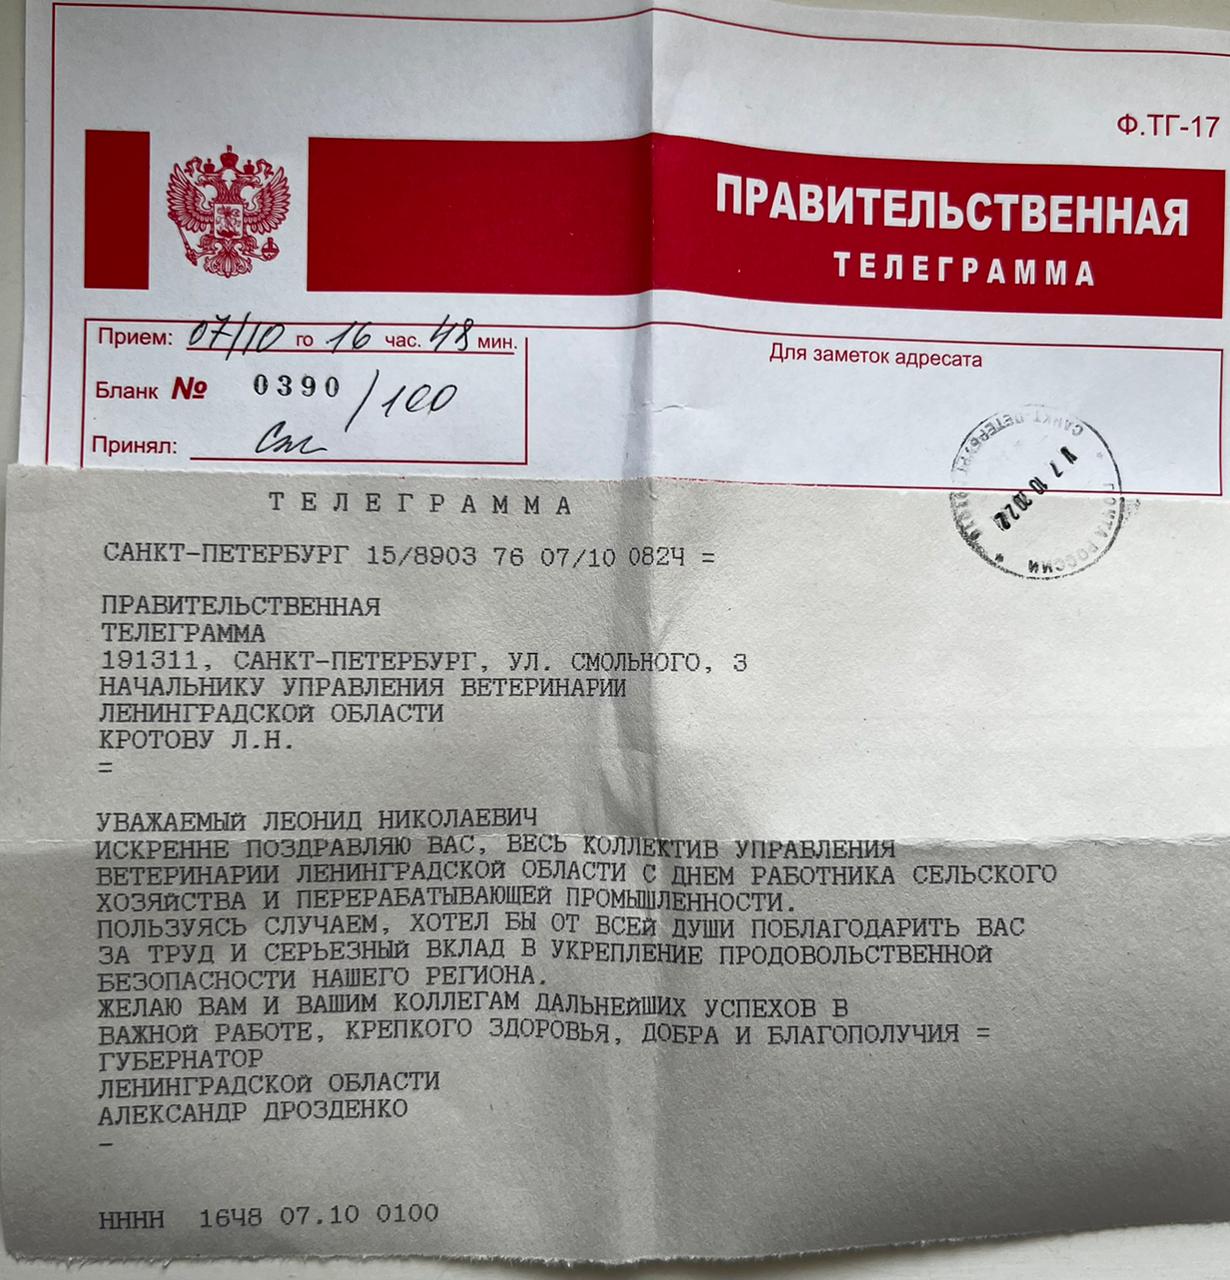 Ф.ТГ-17
ПРАВИТЕЛЬСТВЕННАЯ
ТЕЛЕГРАММА
Прием: 07/10 го 16 час. 48 мин.
Бланк № 0390/100
Принял:
Для заметок адресата
САНКТ-ПЕТЕРБУРГ
ПОЧТА РОССИИ
Т Е Л Е Г Р А М М А
САНКТ-ПЕТЕРБУРГ 15/8903 76 07/10 0824 =
ПРАВИТЕЛЬСТВЕННАЯ
ТЕЛЕГРАММА
191311, САНКТ-ПЕТЕРБУРГ, УЛ. СМОЛЬНОГО, 3
НАЧАЛЬНИКУ УПРАВЛЕНИЯ ВЕТЕРИНАРИИ
ЛЕНИНГРАДСКОЙ ОБЛАСТИ
КРОТОВУ Л.Н.
=
УВАЖАЕМЫЙ ЛЕОНИД НИКОЛАЕВИЧ
ИСКРЕННЕ ПОЗДРАВЛЯЮ ВАС, ВЕСЬ КОЛЛЕКТИВ УПРАВЛЕНИЯ
ВЕТЕРИНАРИИ ЛЕНИНГРАДСКОЙ ОБЛАСТИ С ДНЕМ РАБОТНИКА СЕЛЬСКОГО
ХОЗЯЙСТВА И ПЕРЕРАБАТЫВАЮЩЕЙ ПРОМЫШЛЕННОСТИ.
ПОЛЬЗУЯСЬ СЛУЧАЕМ, ХОТЕЛ БЫ ОТ ВСЕЙ ДУШИ ПОБЛАГОДАРИТЬ ВАС
ЗА ТРУД И СЕРЬЕЗНЫЙ ВКЛАД В УКРЕПЛЕНИЕ ПРОДОВОЛЬСТВЕННОЙ
БЕЗОПАСНОСТИ НАШЕГО РЕГИОНА.
ЖЕЛАЮ ВАМ И ВАШИМ КОЛЛЕГАМ ДАЛЬНЕЙШИХ УСПЕХОВ В
ВАЖНОЙ РАБОТЕ, КРЕПКОГО ЗДОРОВЬЯ, ДОБРА И БЛАГОПОЛУЧИЯ =
ГУБЕРНАТОР
ЛЕНИНГРАДСКОЙ ОБЛАСТИ
АЛЕКСАНДР ДРОЗДЕНКО
-
НННН 1648 07.10 0100